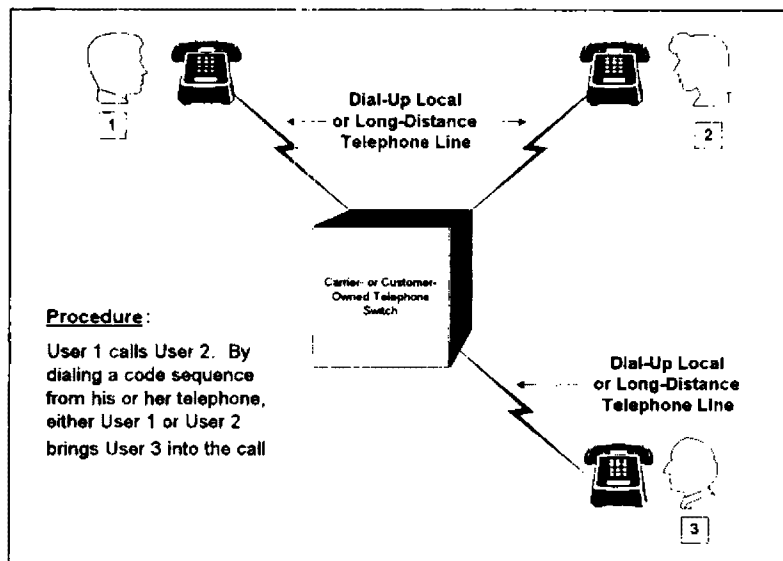 1
Dial-Up Local
or Long-Distance
Telephone Line
2
Carrier- or Customer-
Owned Telephone
Switch
Procedure:
User 1 calls User 2. By
dialing a code sequence
from his or her telephone,
either User 1 or User 2
brings User 3 into the call
Dial-Up Local
or Long-Distance
Telephone Line
3